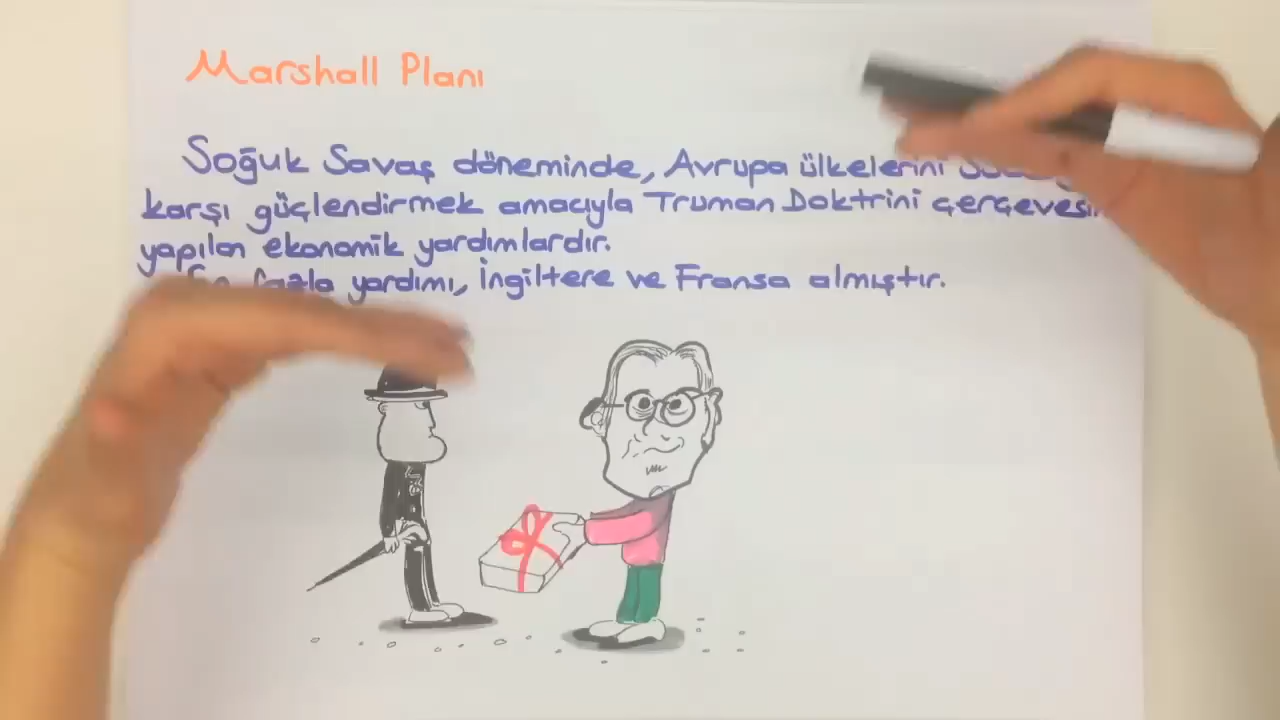 Marshall Planı
Soğuk Savaş döneminde, Avrupa ülkelerini
karşı güçlendirmek amacıyla Truman Doktrini
yapılan ekonomik yardımlardır.
yardımı, İngiltere ve Fransa almıştır.